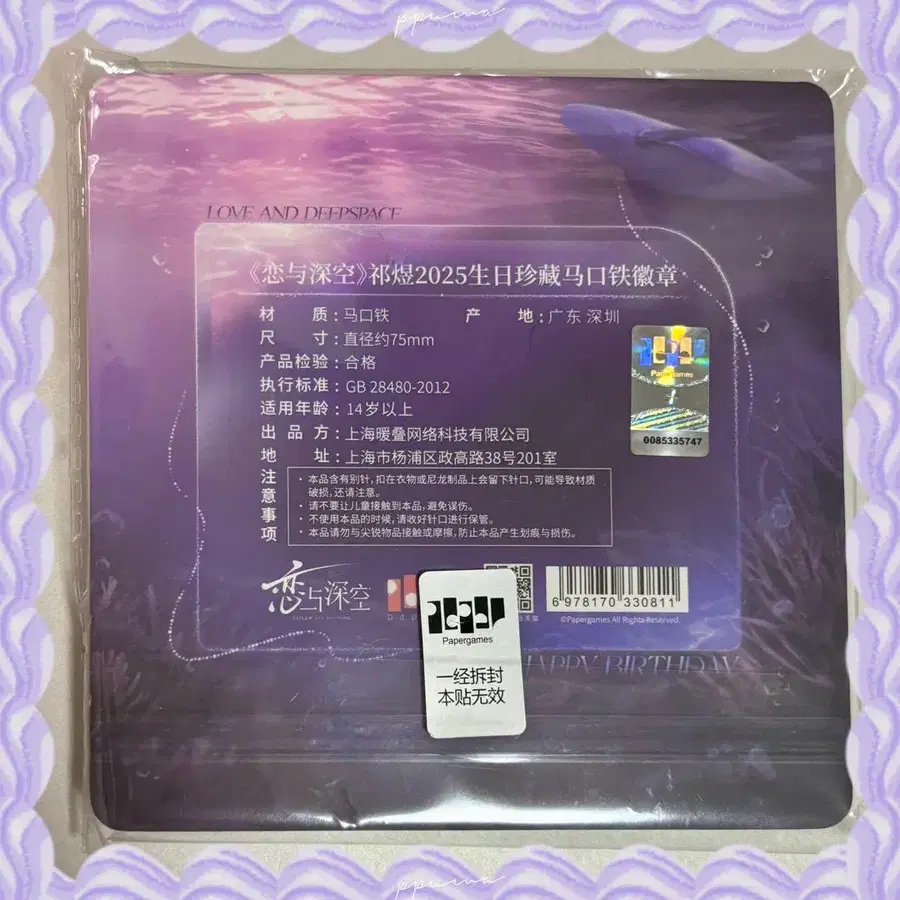 ppuwa
LOVE AND DEEPSPACE
《恋与深空》祁煜2025生日珍藏马口铁徽章
材 质：马口铁 产 地：广东 深圳
尺 寸：直径约75mm
产品检验：合格
执行标准：GB 28480-2012
适用年龄：14岁以上
出 品 方：上海暖叠网络科技有限公司
地 址：上海市杨浦区政高路38号201室
注意事项
• 本品含有别针，扣在衣物或尼龙制品上会留下针口，可能导致材质
破损，还请注意。
• 请不要让儿童接触到本品，避免误伤。
• 不使用本品的时候，请收好针口进行保管。
• 本品请勿与尖锐物品接触或摩擦，防止本品产生划痕与损伤。
Papergames
0085335747
恋与深空
6 978170 330811
©Papergames All Rights Reserved.
Papergames
一经拆封
本贴无效
HAPPY BIRTHDAY
ppuwa